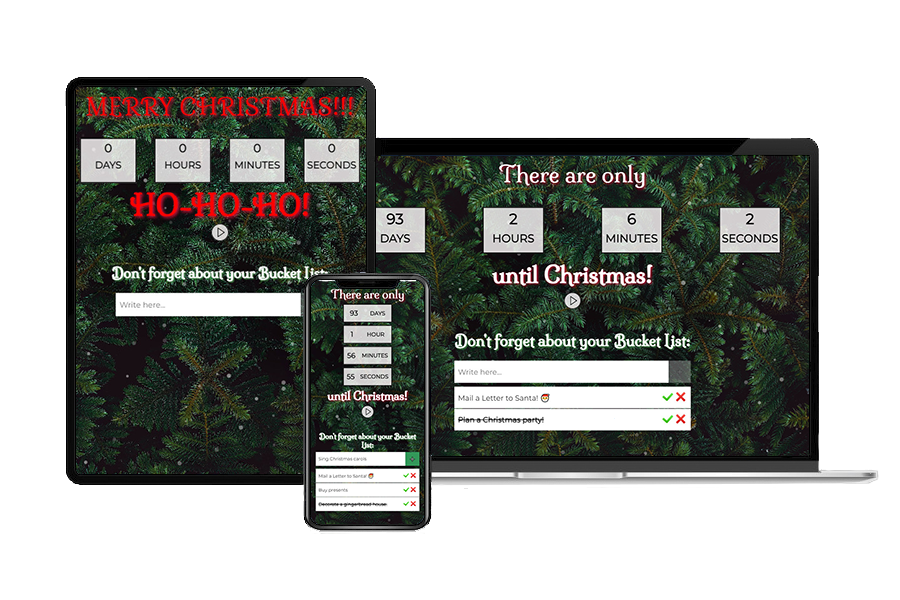 MERRY CHRISTMAS!!!
0 DAYS
0 HOURS
0 MINUTES
0 SECONDS
HO-HO-HO!
Don't forget about your Bucket List:
Write here...
There are only
93 DAYS
1 HOUR
56 MINUTES
55 SECONDS
until Christmas!
Don't forget about your Bucket
List:
Sing Christmas carols
Mail a Letter to Santa! 🎅
Buy presents
Decorate a gingerbread house
There are only
93 DAYS
2 HOURS
6 MINUTES
2 SECONDS
until Christmas!
Don't forget about your Bucket List:
Write here...
Mail a Letter to Santa! 🎅
Plan a Christmas party!